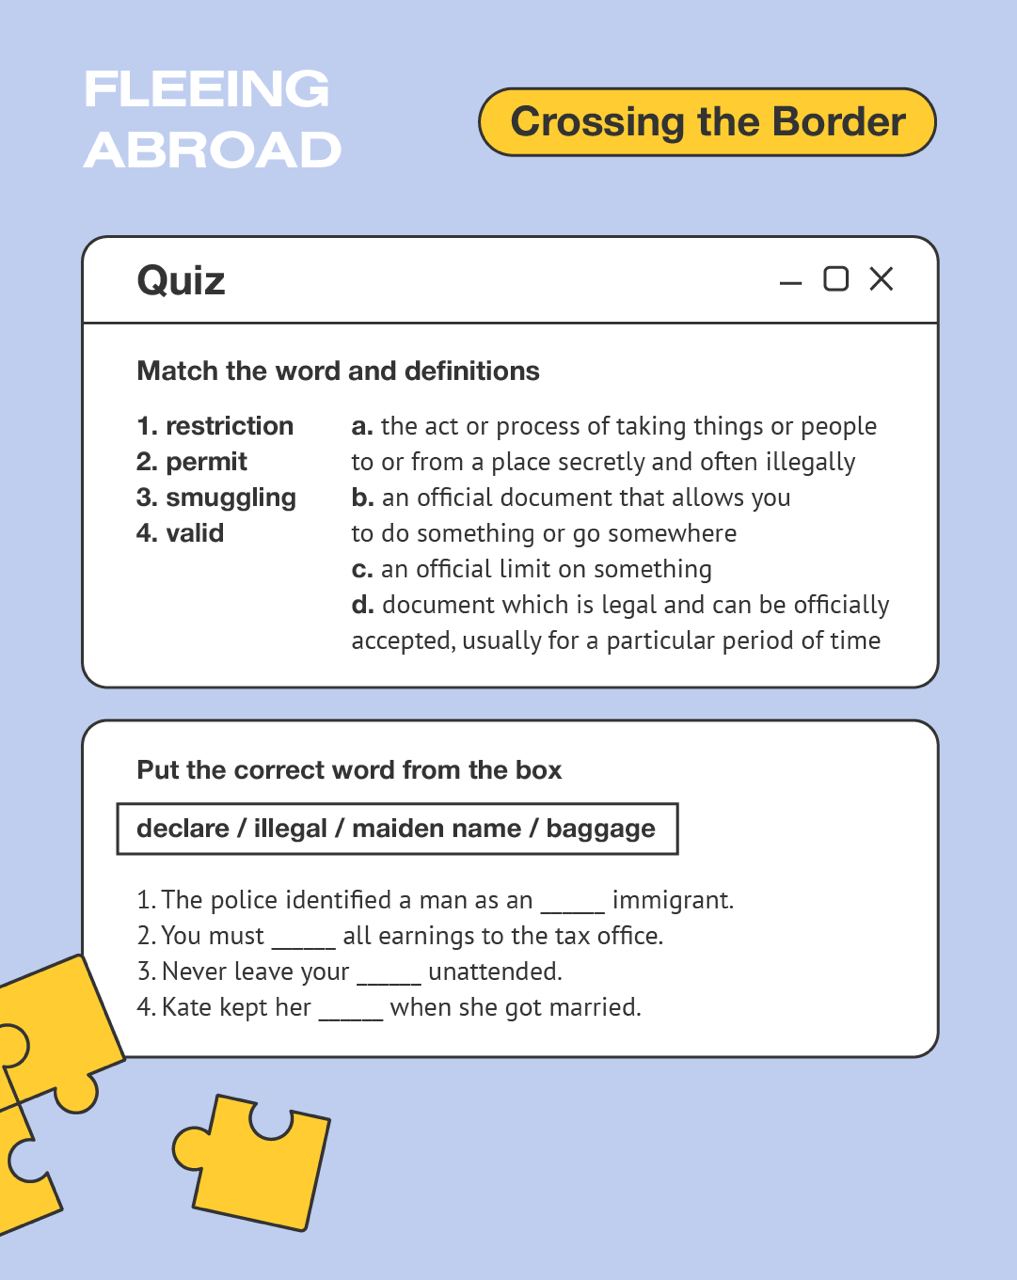 FLEEING
ABROAD
Crossing the Border
Quiz
Match the word and definitions
1. restriction
2. permit
3. smuggling
4. valid
a. the act or process of taking things or people
to or from a place secretly and often illegally
b. an official document that allows you
to do something or go somewhere
c. an official limit on something
d. document which is legal and can be officially
accepted, usually for a particular period of time
Put the correct word from the box
declare / illegal / maiden name / baggage
1. The police identified a man as an ______ immigrant.
2. You must ______ all earnings to the tax office.
3. Never leave your ______ unattended.
4. Kate kept her ______ when she got married.